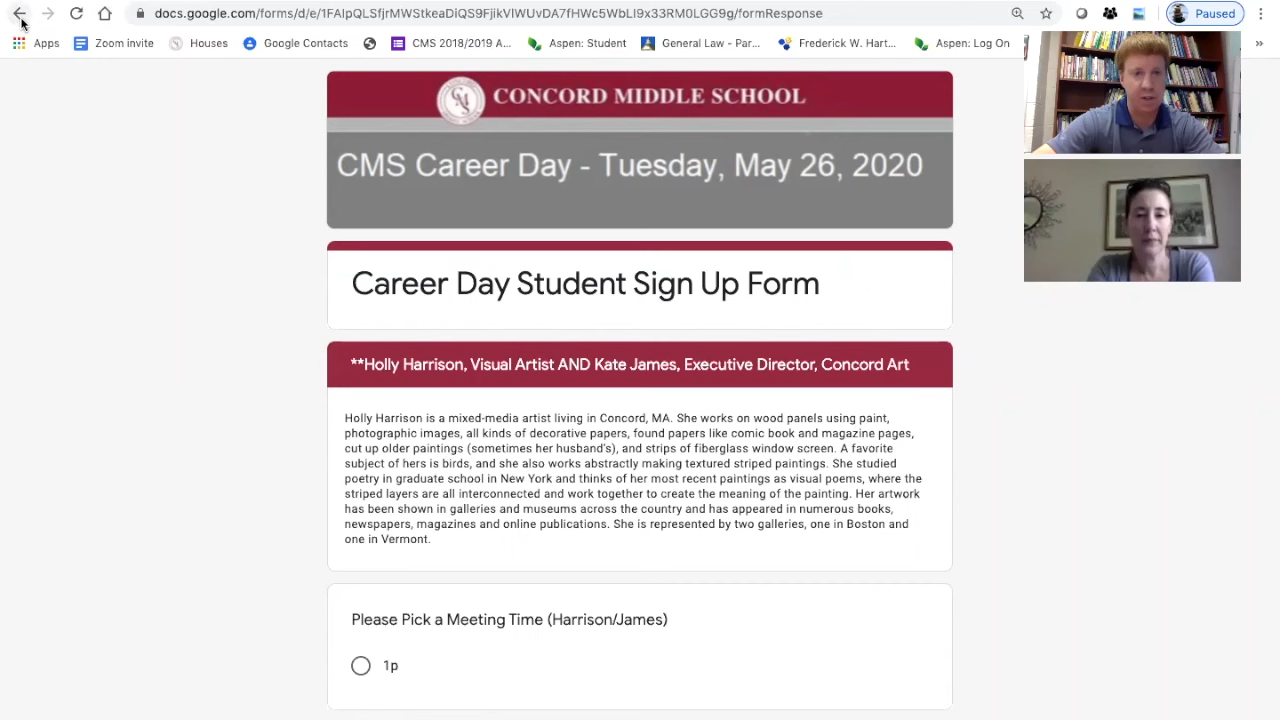 docs.google.com/forms/d/e/1FAIpQLSfjrMWStkeaDiQS9FjikVlWUvDA7fHWc5WbLI9x33RM0LGG9g/formResponse
Paused
Apps
Zoom invite
Houses
Google Contacts
CMS 2018/2019 A...
Aspen: Student
General Law - Par...
Frederick W. Hart...
Aspen: Log On
»
CONCORD MIDDLE SCHOOL
CMS Career Day - Tuesday, May 26, 2020
Career Day Student Sign Up Form
**Holly Harrison, Visual Artist AND Kate James, Executive Director, Concord Art
Holly Harrison is a mixed-media artist living in Concord, MA. She works on wood panels using paint,
photographic images, all kinds of decorative papers, found papers like comic book and magazine pages,
cut up older paintings (sometimes her husband's), and strips of fiberglass window screen. A favorite
subject of hers is birds, and she also works abstractly making textured striped paintings. She studied
poetry in graduate school in New York and thinks of her most recent paintings as visual poems, where the
striped layers are all interconnected and work together to create the meaning of the painting. Her artwork
has been shown in galleries and museums across the country and has appeared in numerous books,
newspapers, magazines and online publications. She is represented by two galleries, one in Boston and
one in Vermont.
Please Pick a Meeting Time (Harrison/James)
1p